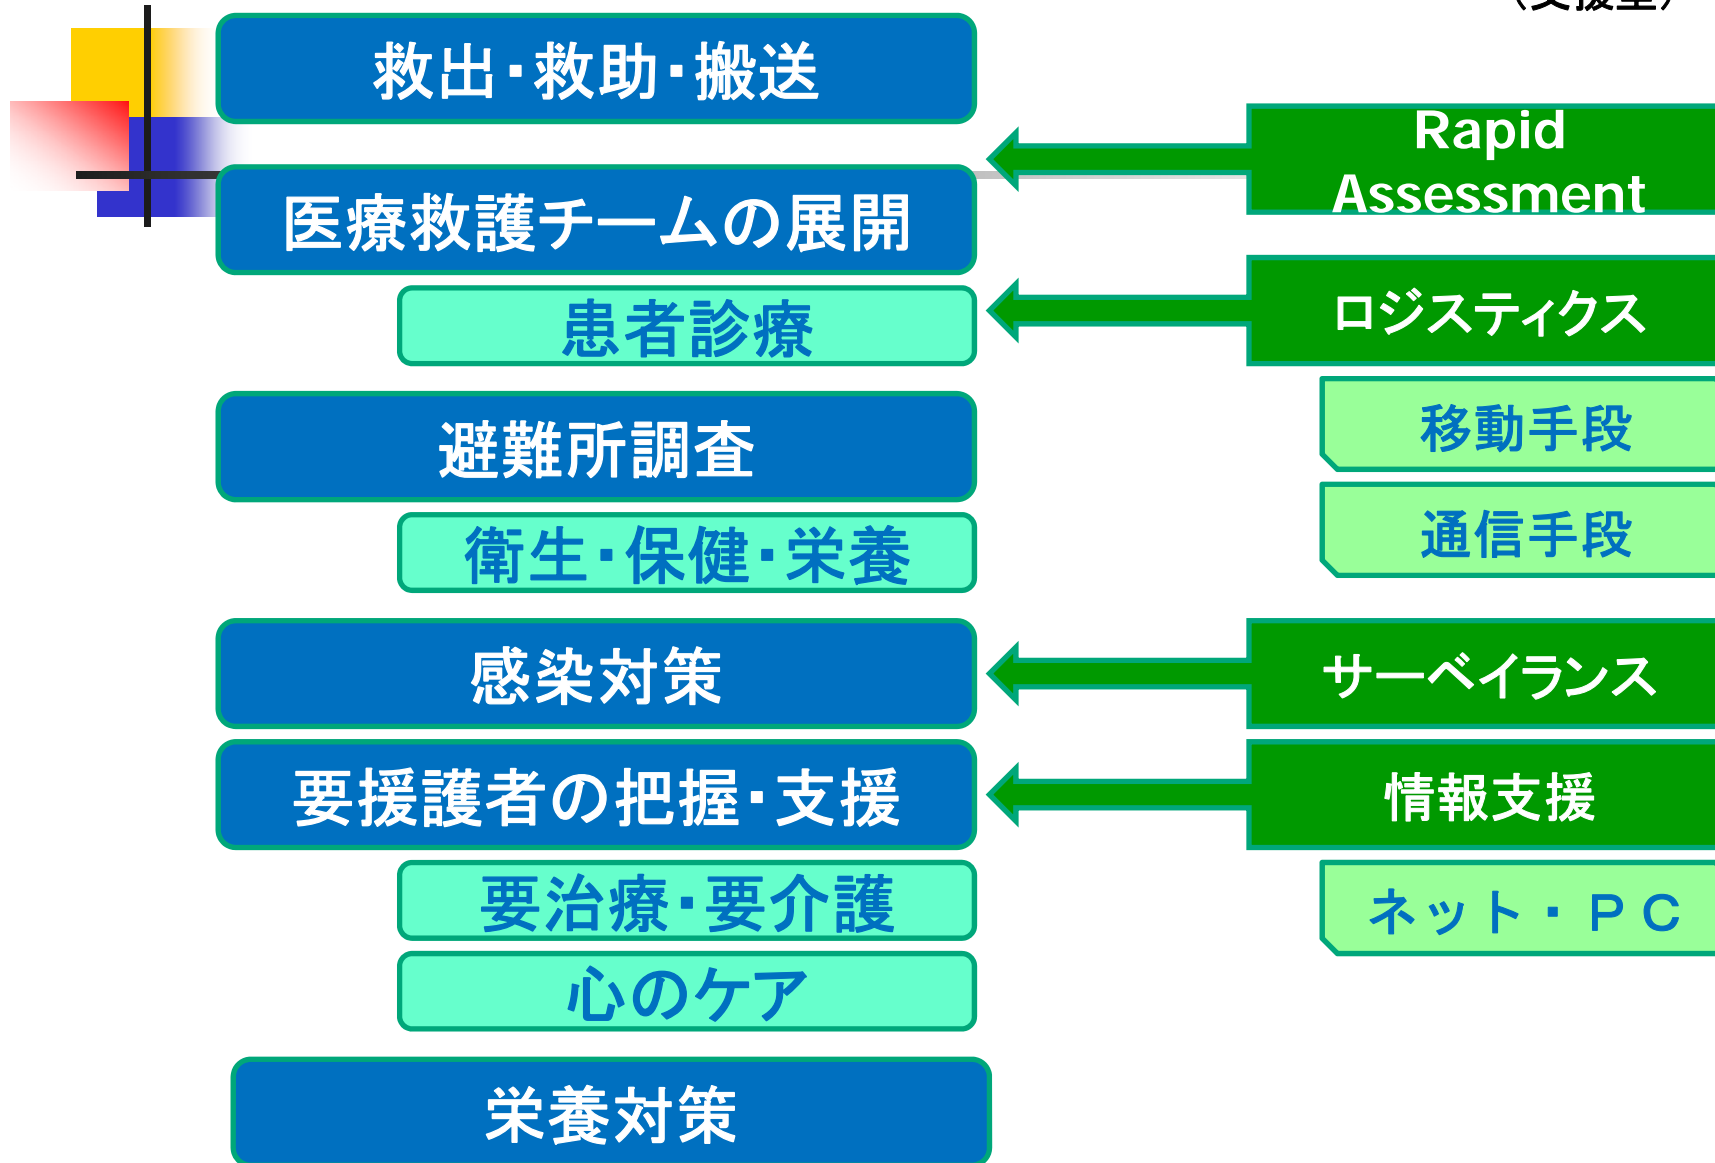 （支援室）
救出・救助・搬送
医療救護チームの展開
患者診療
避難所調査
衛生・保健・栄養
感染対策
要援護者の把握・支援
要治療・要介護
心のケア
栄養対策
Rapid
Assessment
ロジスティクス
移動手段
通信手段
サーベイランス
情報支援
ネット・ＰＣ